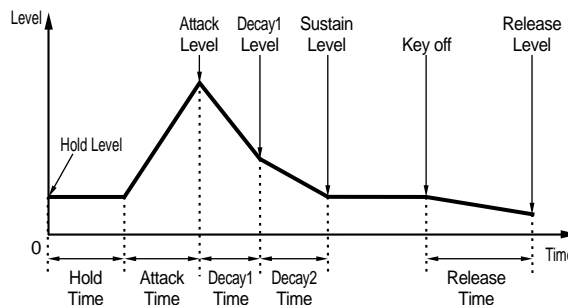 Level
Attack Level
Decay1 Level
Sustain Level
Key off
Release Level
Hold Level
0
Time
Hold Time
Attack Time
Decay1 Time
Decay2 Time
Release Time